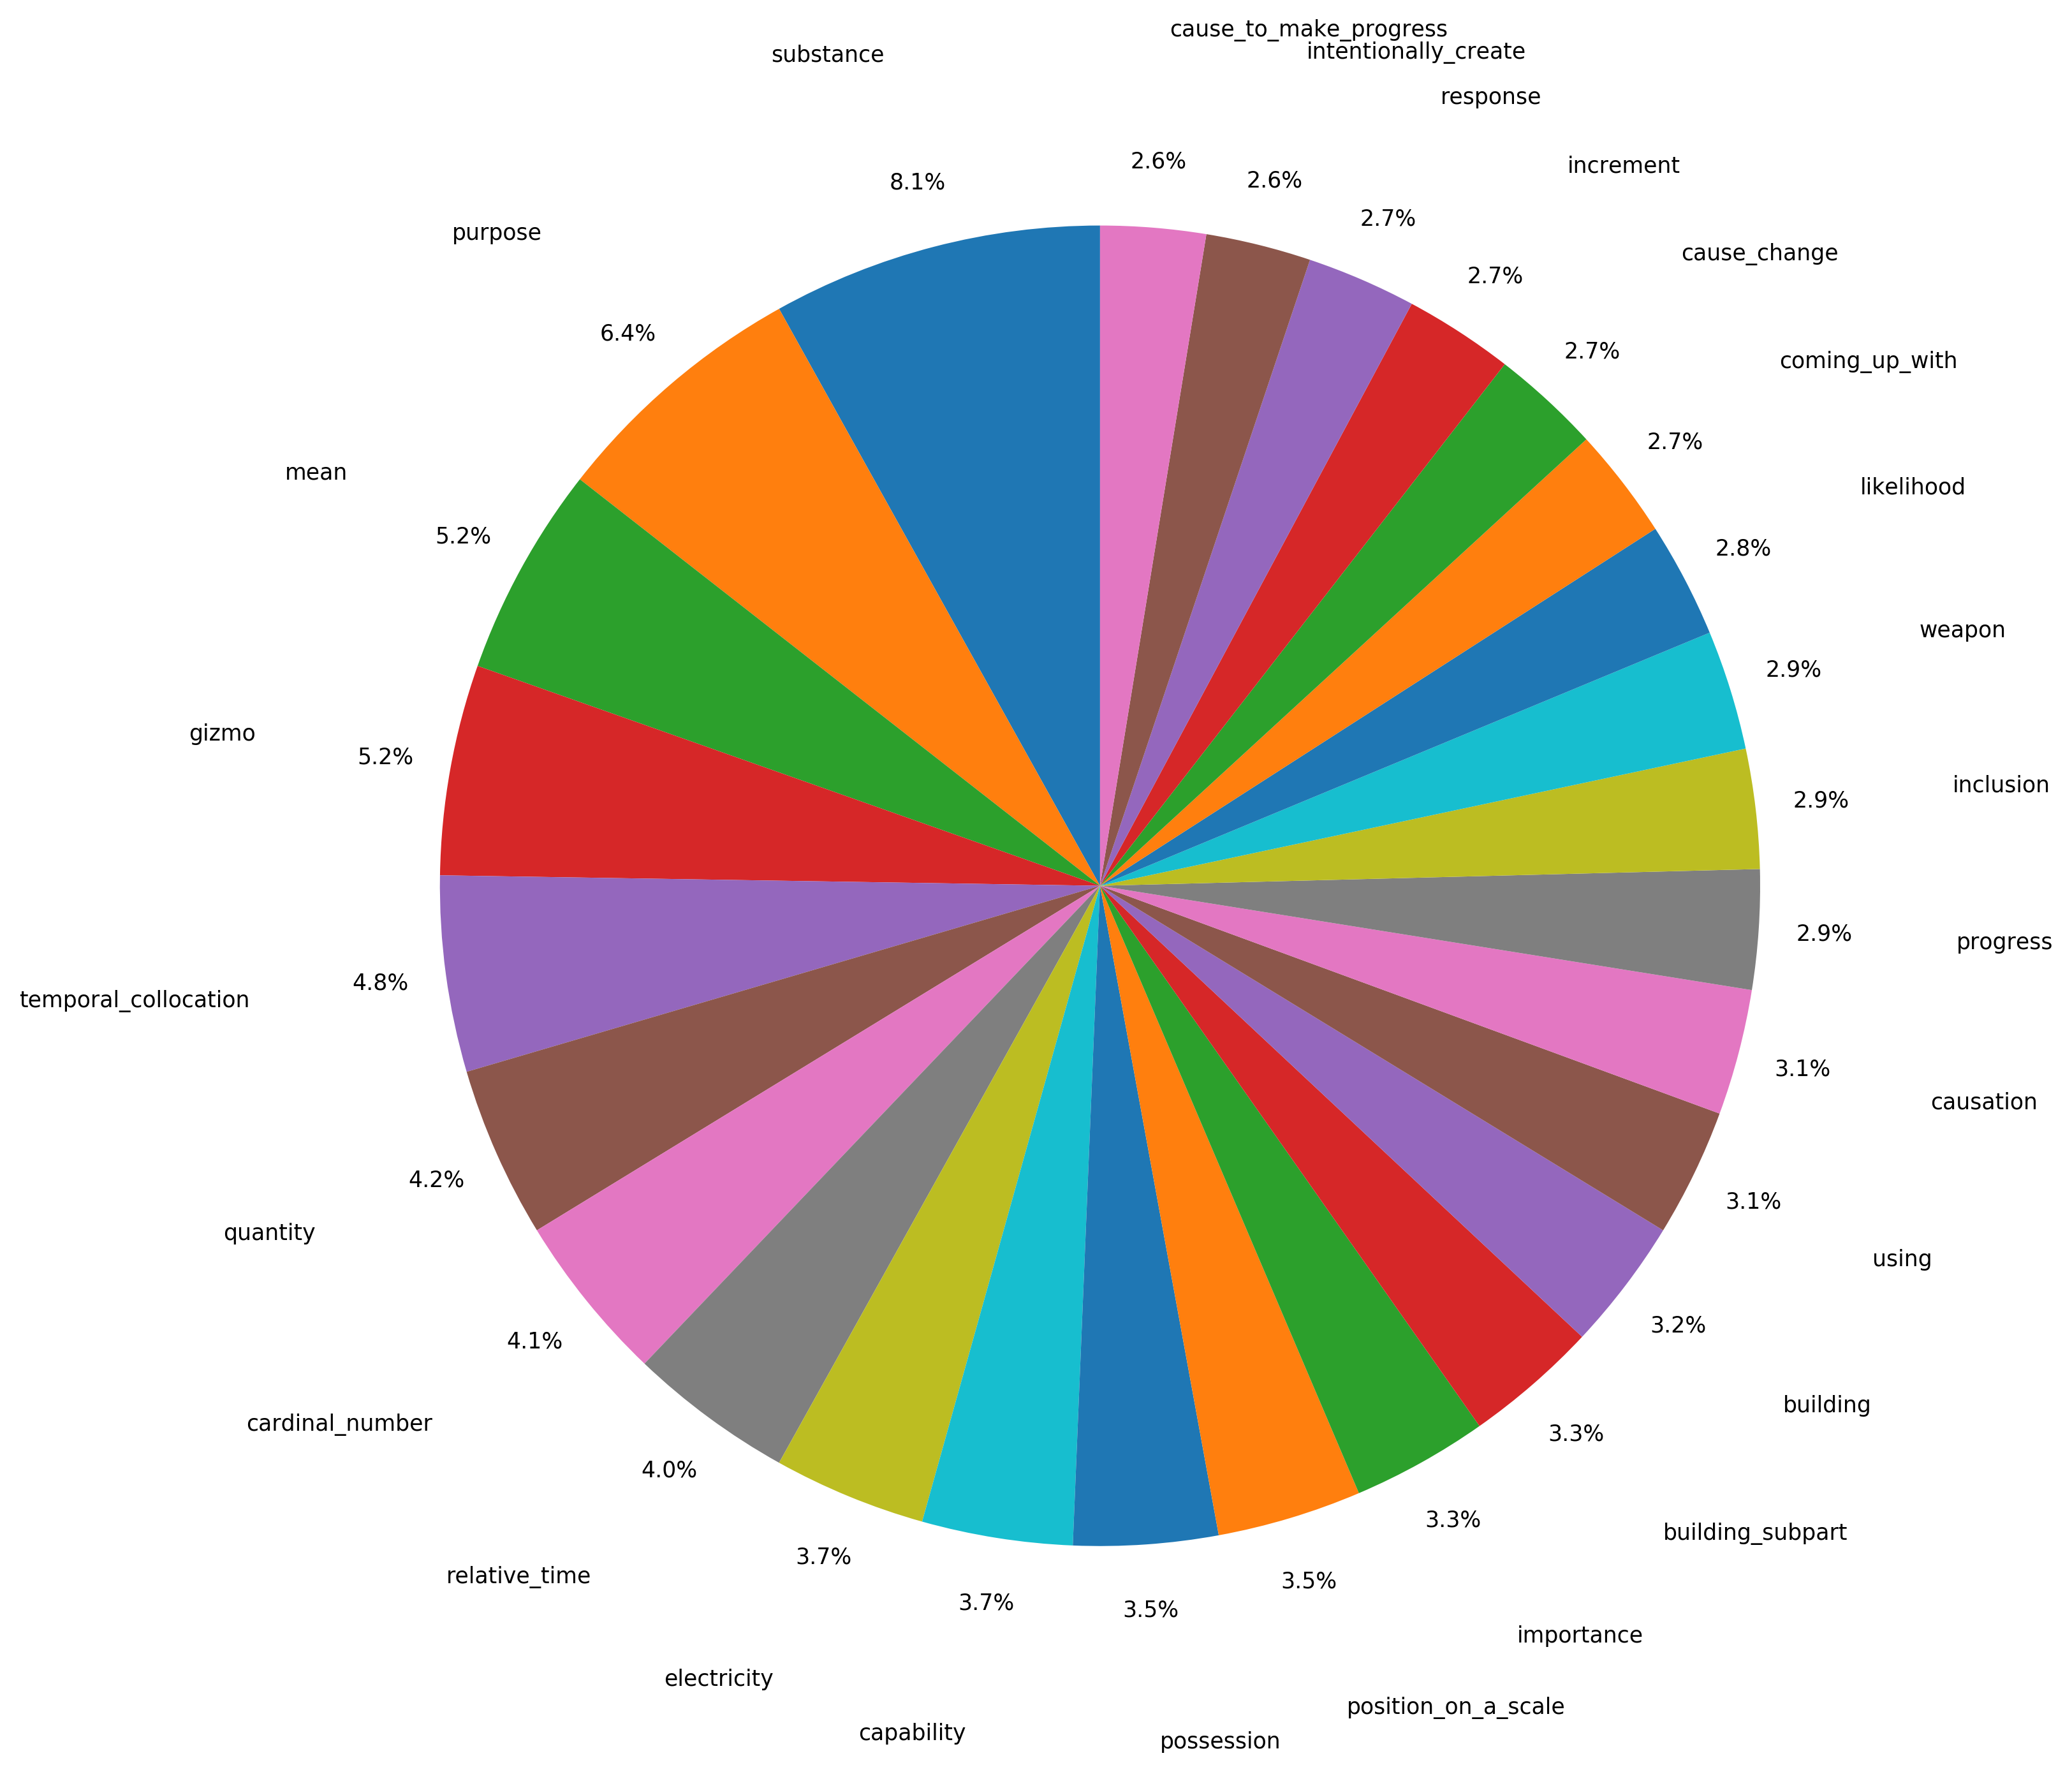 cause_to_make_progress
intentionally_create
substance
response
increment
2.6%
2.6%
8.1%
2.7%
purpose
cause_change
2.7%
6.4%
2.7%
coming_up_with
2.7%
mean
likelihood
5.2%
2.8%
weapon
2.9%
gizmo
5.2%
inclusion
2.9%
2.9%
progress
4.8%
temporal_collocation
3.1%
causation
4.2%
3.1%
quantity
using
3.2%
4.1%
building
cardinal_number
3.3%
4.0%
3.3%
building_subpart
3.7%
relative_time
3.5%
3.7%
3.5%
importance
electricity
position_on_a_scale
capability
possession